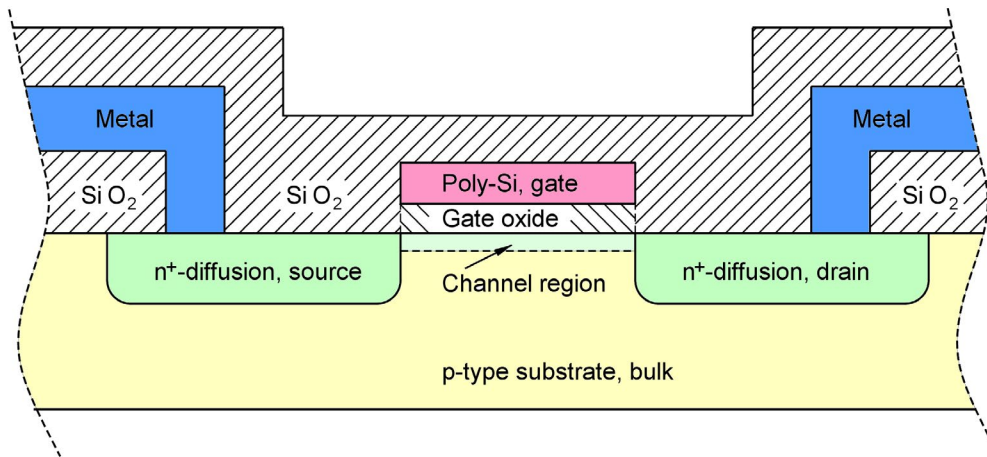 Metal
Metal
Poly-Si, gate
Si O₂
Si O₂
Si O₂
Gate oxide
n⁺-diffusion, source
n⁺-diffusion, drain
Channel region
p-type substrate, bulk